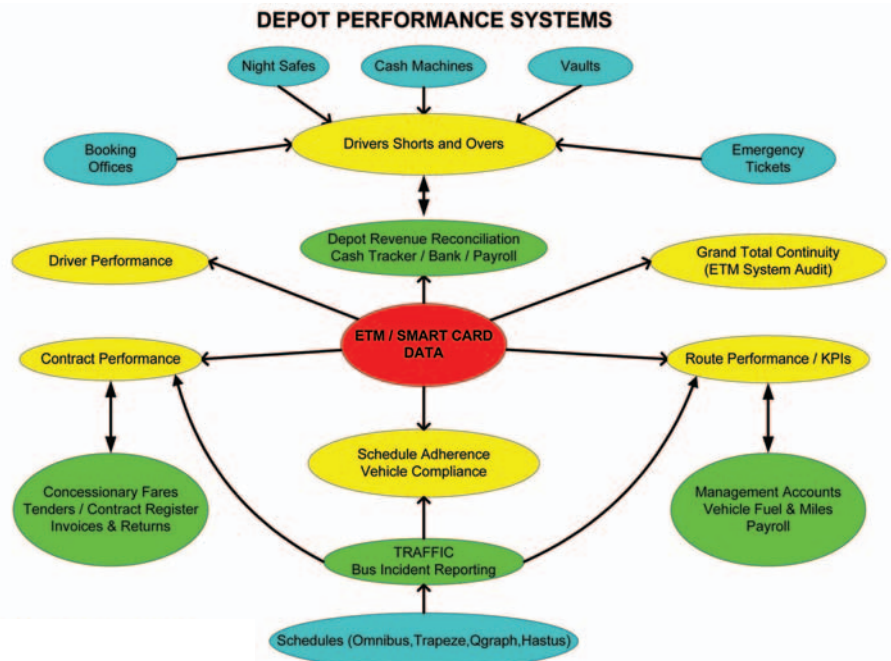 DEPOT PERFORMANCE SYSTEMS
Night Safes
Cash Machines
Vaults
Drivers Shorts and Overs
Booking
Offices
Emergency
Tickets
Depot Revenue Reconciliation
Cash Tracker / Bank / Payroll
Driver Performance
Grand Total Continuity
(ETM System Audit)
ETM / SMART CARD
DATA
Contract Performance
Route Performance / KPIs
Schedule Adherence
Vehicle Compliance
Concessionary Fares
Tenders / Contract Register
Invoices & Returns
Management Accounts
Vehicle Fuel & Miles
Payroll
TRAFFIC
Bus Incident Reporting
Schedules (Omnibus,Trapeze,Qgraph,Hastus)